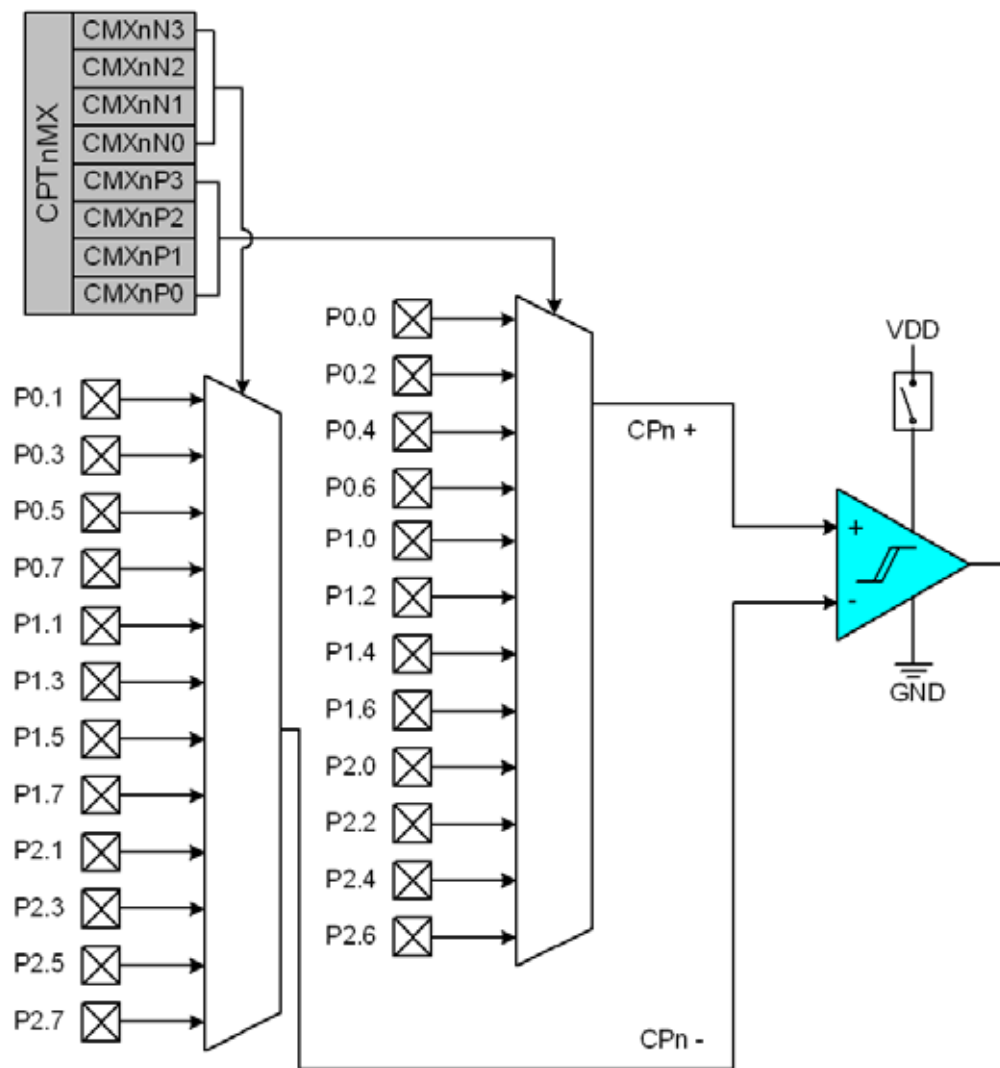 CPTnMX
CMXnN3
CMXnN2
CMXnN1
CMXnN0
CMXnP3
CMXnP2
CMXnP1
CMXnP0
P0.1
P0.3
P0.5
P0.7
P1.1
P1.3
P1.5
P1.7
P2.1
P2.3
P2.5
P2.7
P0.0
P0.2
P0.4
P0.6
P1.0
P1.2
P1.4
P1.6
P2.0
P2.2
P2.4
P2.6
CPn +
CPn -
VDD
+
-
GND